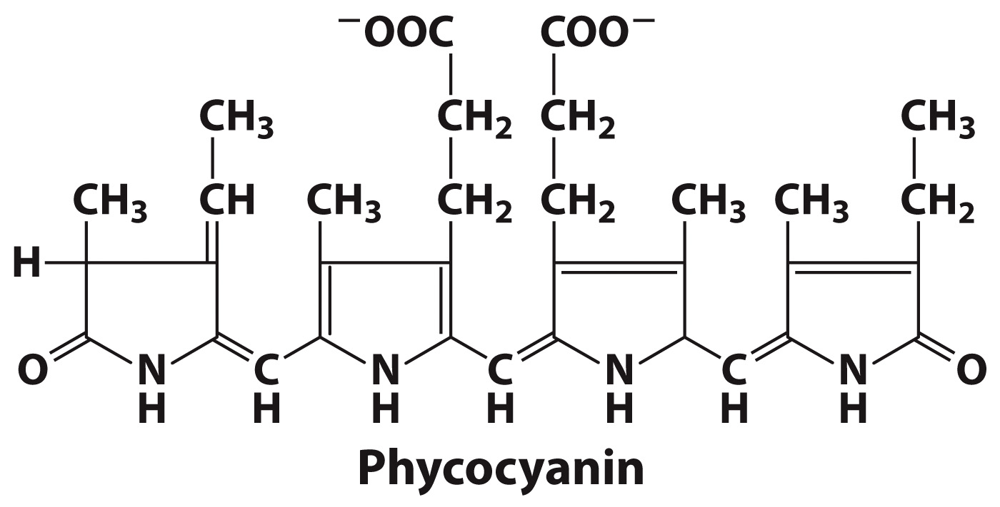 ⁻OOC COO⁻
CH₃ CH₂ CH₂ CH₃
CH₃ CH CH₃ CH₂ CH₂ CH₃ CH₃ CH₂
H
O N C N C N C N O
H H H H H H H
Phycocyanin